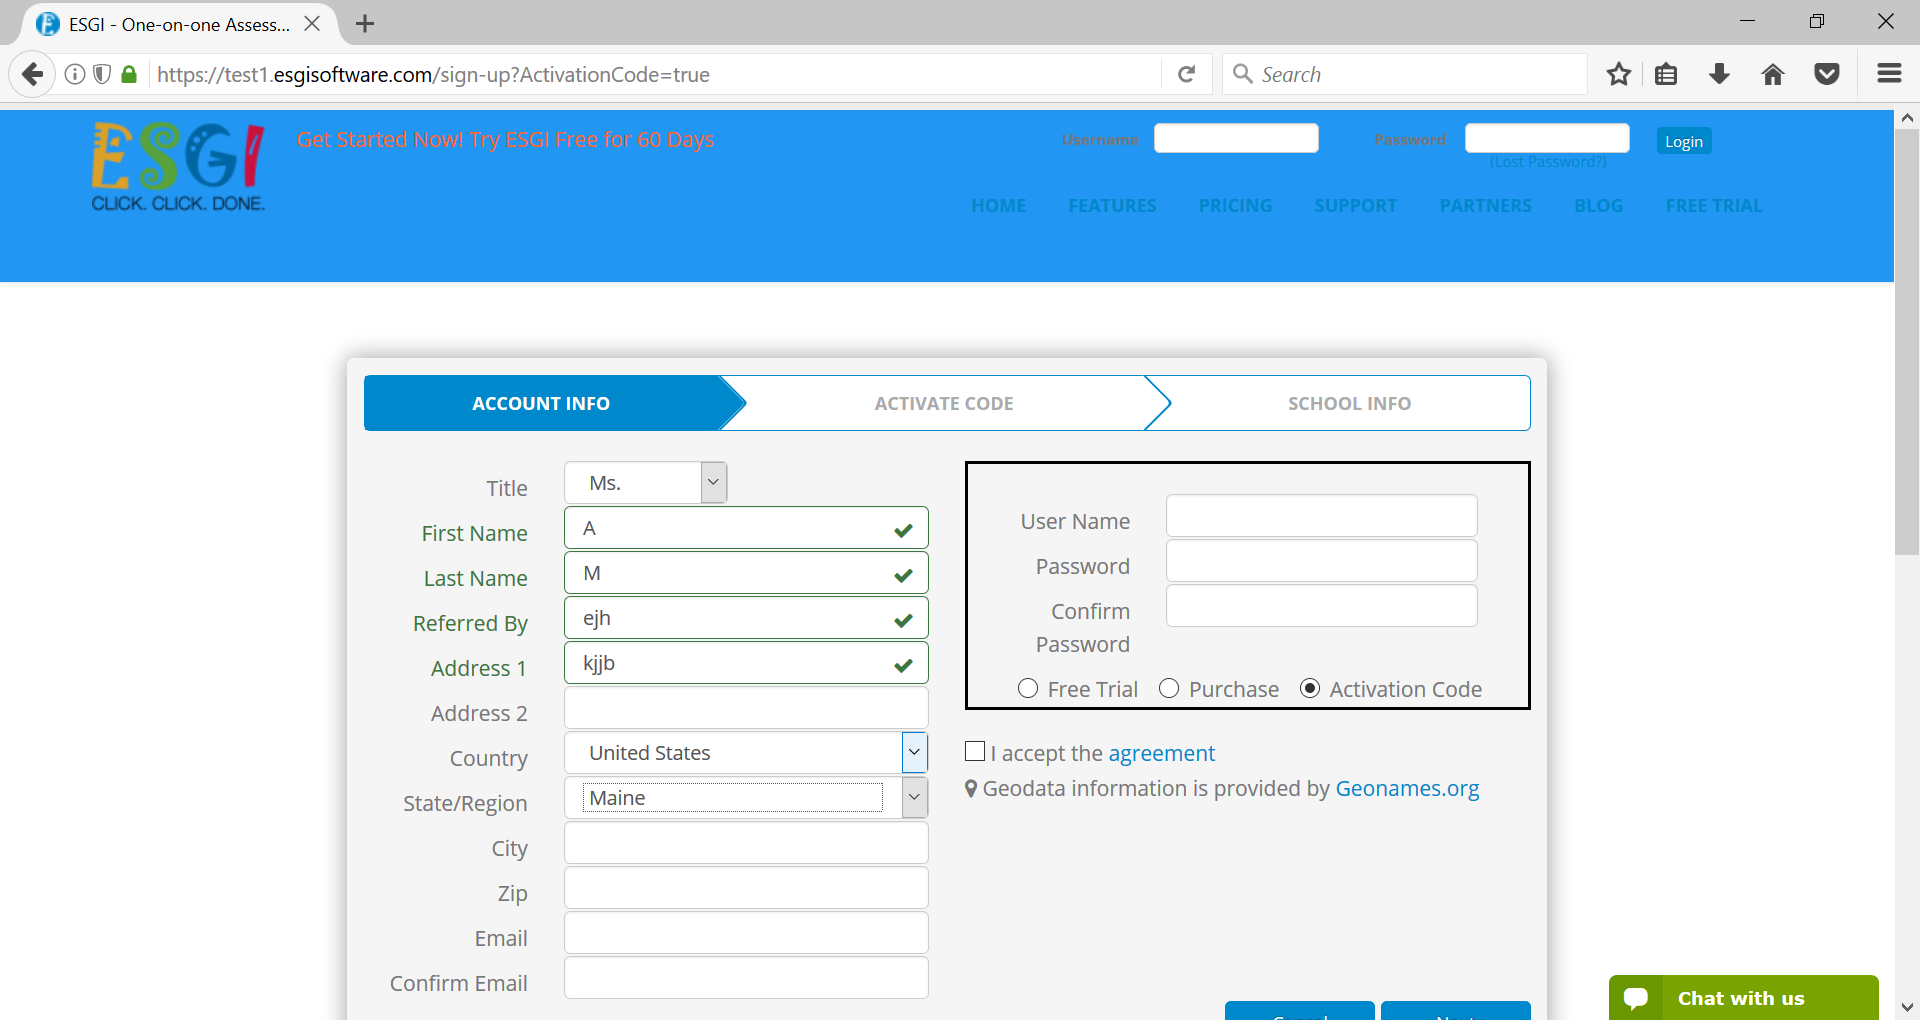 ESGI - One-on-one Assess...
https://test1.esgisoftware.com/sign-up?ActivationCode=true
Search
ESGI
CLICK. CLICK. DONE.
Get Started Now! Try ESGI Free for 60 Days
Username
Password
Login
(Lost Password?)
HOME FEATURES PRICING SUPPORT PARTNERS BLOG FREE TRIAL
ACCOUNT INFO
ACTIVATE CODE
SCHOOL INFO
Title Ms.
First Name A
Last Name M
Referred By ejh
Address 1 kjjb
Address 2
Country United States
State/Region Maine
City
Zip
Email
Confirm Email
User Name
Password
Confirm
Password
Free Trial Purchase Activation Code
I accept the agreement
Geodata information is provided by Geonames.org
Chat with us